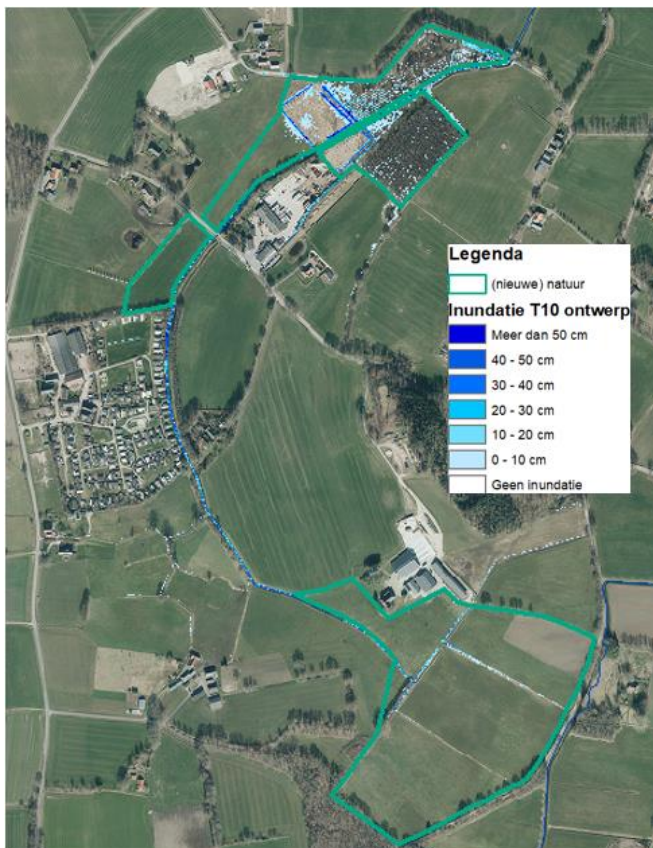 Legenda
(nieuwe) natuur
Inundatie T10 ontwerp
Meer dan 50 cm
40 - 50 cm
30 - 40 cm
20 - 30 cm
10 - 20 cm
0 - 10 cm
Geen inundatie